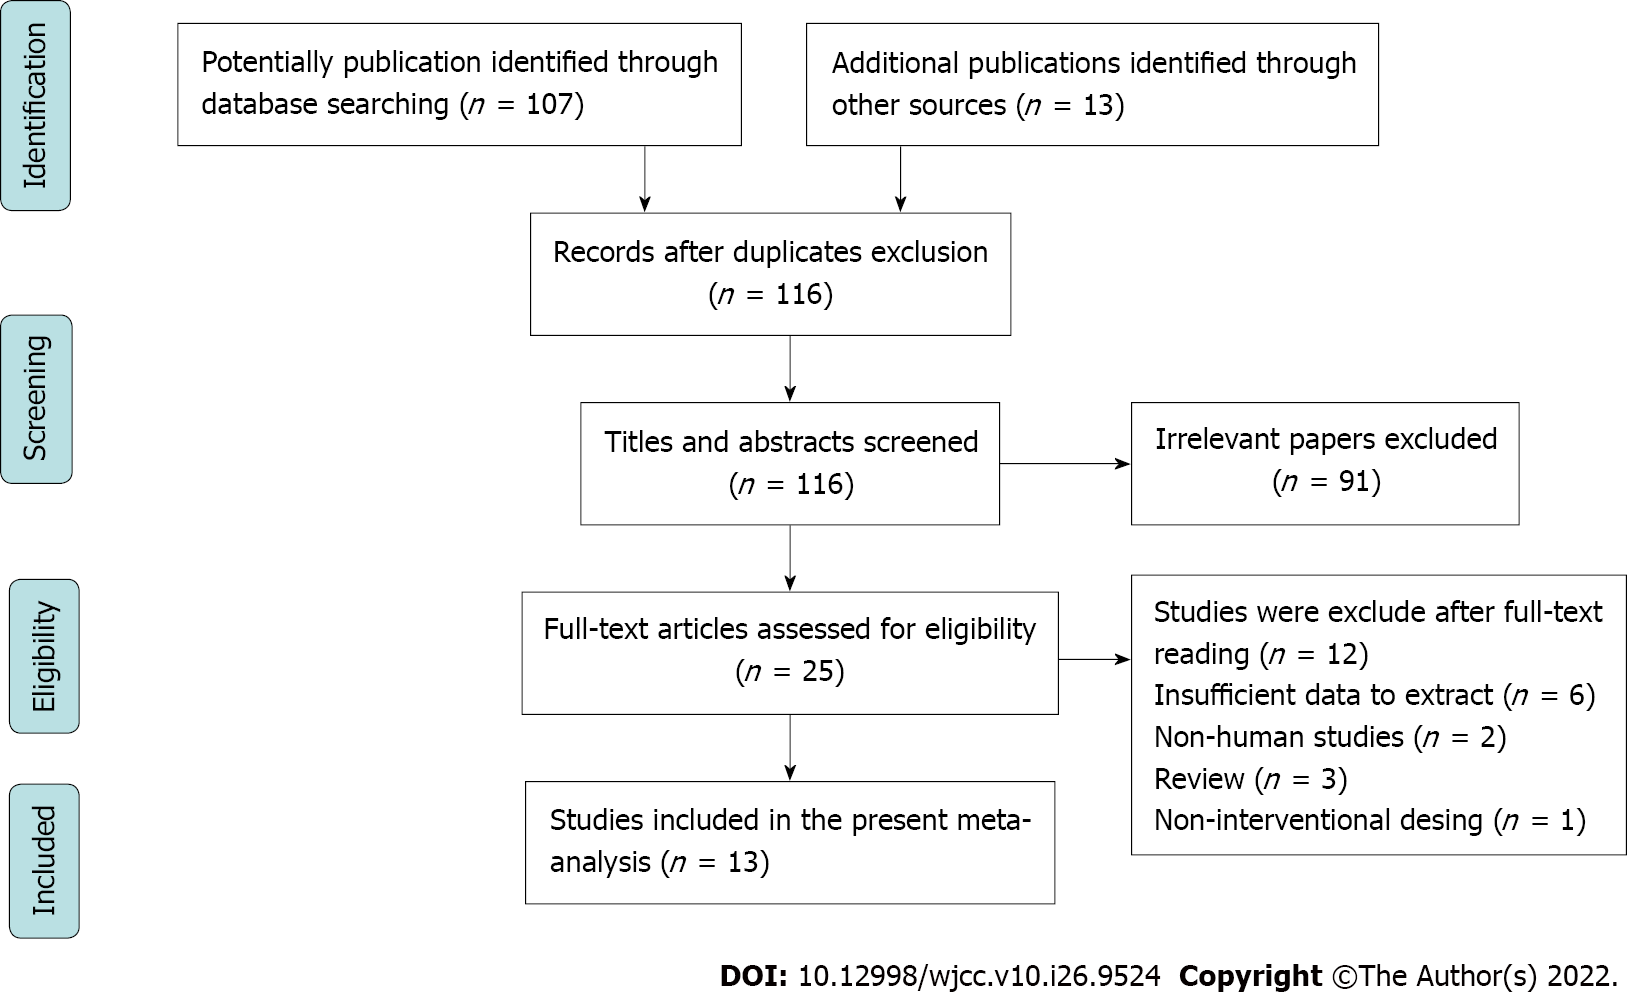 Identification
Potentially publication identified through
database searching (n = 107)
Additional publications identified through
other sources (n = 13)
Records after duplicates exclusion
(n = 116)
Screening
Titles and abstracts screened
(n = 116)
Irrelevant papers excluded
(n = 91)
Eligibility
Full-text articles assessed for eligibility
(n = 25)
Studies were exclude after full-text
reading (n = 12)
Insufficient data to extract (n = 6)
Non-human studies (n = 2)
Review (n = 3)
Non-interventional desing (n = 1)
Included
Studies included in the present meta-
analysis (n = 13)
DOI: 10.12998/wjcc.v10.i26.9524 Copyright ©The Author(s) 2022.